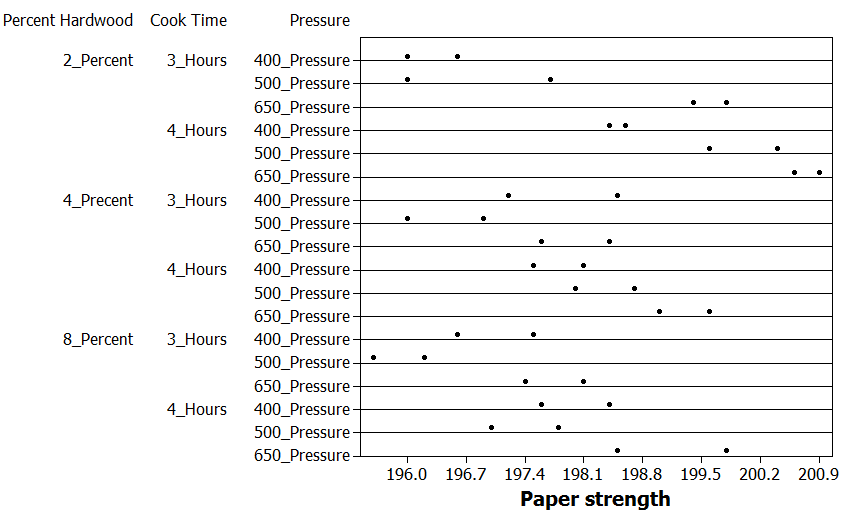 Percent Hardwood Cook Time Pressure
2_Percent 3_Hours 400_Pressure
500_Pressure
650_Pressure
4_Hours 400_Pressure
500_Pressure
650_Pressure
4_Precent 3_Hours 400_Pressure
500_Pressure
650_Pressure
4_Hours 400_Pressure
500_Pressure
650_Pressure
8_Percent 3_Hours 400_Pressure
500_Pressure
650_Pressure
4_Hours 400_Pressure
500_Pressure
650_Pressure
196.0 196.7 197.4 198.1 198.8 199.5 200.2 200.9
Paper strength